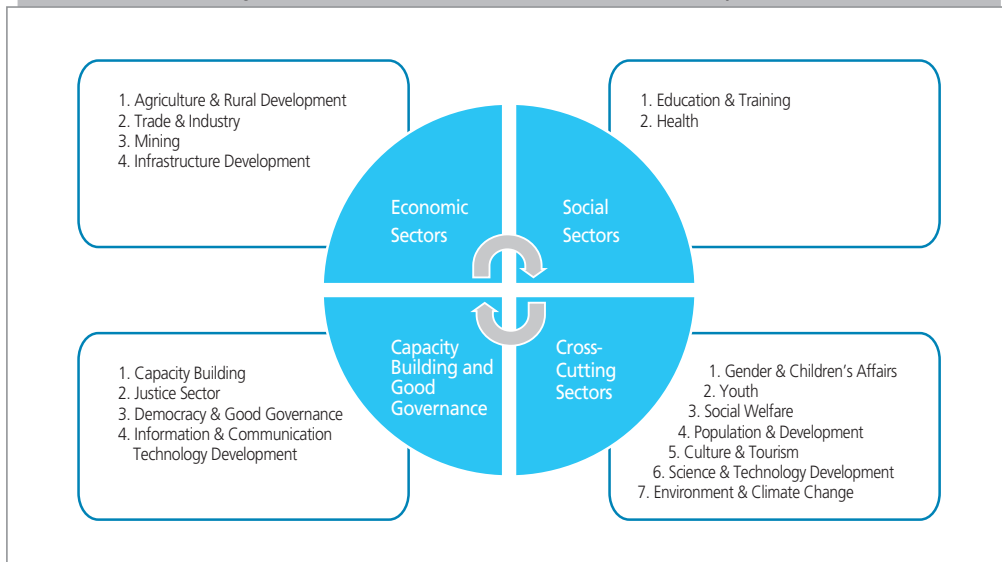 1. Agriculture & Rural Development
2. Trade & Industry
3. Mining
4. Infrastructure Development
1. Education & Training
2. Health
Economic
Sectors
Social
Sectors
Capacity
Building and
Good
Governance
Cross-
Cutting
Sectors
1. Capacity Building
2. Justice Sector
3. Democracy & Good Governance
4. Information & Communication
Technology Development
1. Gender & Children's Affairs
2. Youth
3. Social Welfare
4. Population & Development
5. Culture & Tourism
6. Science & Technology Development
7. Environment & Climate Change